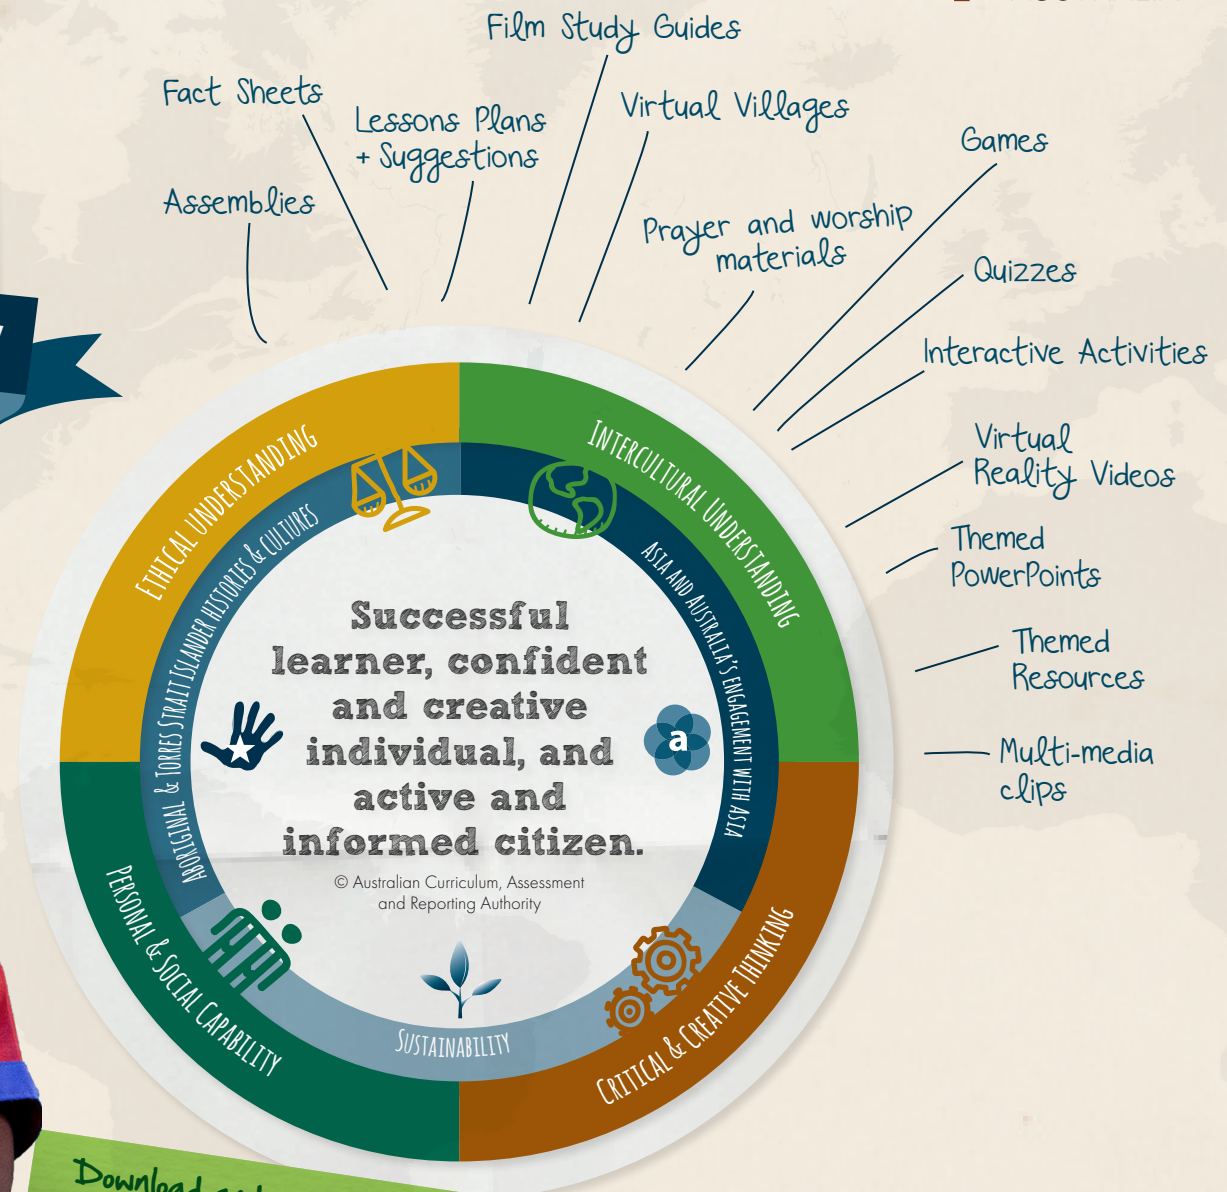 Film Study Guides
Fact Sheets
Lessons Plans
+ Suggestions
Virtual Villages
Games
Assemblies
Prayer and worship
materials
Quizzes
Interactive Activities
Virtual
Reality Videos
Themed
PowerPoints
Themed
Resources
Multi-media
clips
Ethical understanding
Intercultural Understanding
Aboriginal & Torres Strait Islander histories & cultures
Asia and Australia's engagement with Asia
Successful
learner, confident
and creative
individual, and
active and
informed citizen.
a
© Australian Curriculum, Assessment
and Reporting Authority
Personal & Social Capability
Sustainability
Critical & Creative Thinking
Download